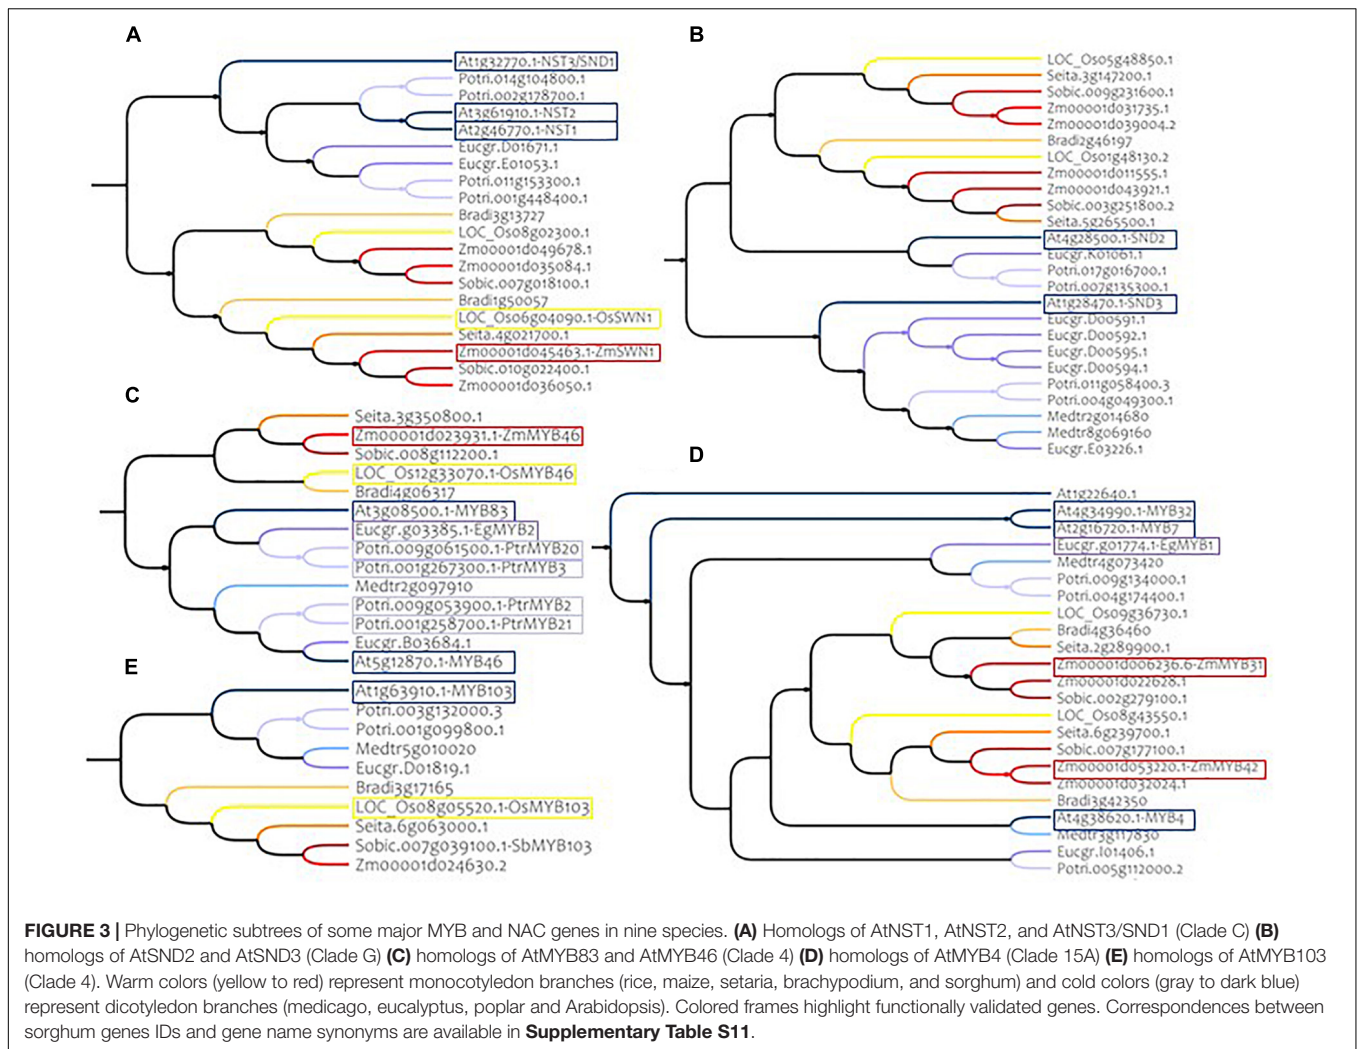 A
At1g32770.1-NST3/SND1
Potri.014g104800.1
Potri.002g178700.1
At3g61910.1-NST2
At2g46770.1-NST1
Eucgr.D01671.1
Eucgr.E01053.1
Potri.011g153300.1
Potri.001g448400.1
Bradi3g13727
LOC_Os08g02300.1
Zm00001d049678.1
Zm00001d035084.1
Sobic.007g018100.1
Bradi1g50057
LOC_Os06g04090.1-OsSWN1
Seita.4g021700.1
Zm00001d045463.1-ZmSWN1
Sobic.010g022400.1
Zm00001d036050.1
B
LOC_Os05g48850.1
Seita.3g147200.1
Sobic.009g231600.1
Zm00001d031735.1
Zm00001d039004.2
Bradi2g46197
LOC_Os01g48130.2
Zm00001d011555.1
Zm00001d043921.1
Sobic.003g251800.2
Seita.5g265500.1
At4g28500.1-SND2
Eucgr.K01061.1
Potri.017g016700.1
Potri.007g135300.1
At1g28470.1-SND3
Eucgr.D00591.1
Eucgr.D00592.1
Eucgr.D00595.1
Eucgr.D00594.1
Potri.011g058400.3
Potri.004g049300.1
Medtr2g014680
Medtr8g069160
Eucgr.E03226.1
C
Seita.3g350800.1
Zm00001d023931.1-ZmMYB46
Sobic.008g112200.1
LOC_Os12g33070.1-OsMYB46
Bradi4g06317
At3g08500.1-MYB83
Eucgr.g03385.1-EgMYB2
Potri.009g061500.1-PtrMYB20
Potri.001g267300.1-PtrMYB3
Medtr2g097910
Potri.009g053900.1-PtrMYB2
Potri.001g258700.1-PtrMYB21
Eucgr.B03684.1
At5g12870.1-MYB46
D
At1g22640.1
At4g34990.1-MYB32
At2g16720.1-MYB7
Eucgr.g01774.1-EgMYB1
Medtr4g073420
Potri.009g134000.1
Potri.004g174400.1
LOC_Os09g36730.1
Bradi4g36460
Seita.2g289900.1
Zm00001d006236.6-ZmMYB31
Zm00001d022628.1
Sobic.002g279100.1
LOC_Os08g43550.1
Seita.6g239700.1
Sobic.007g177100.1
Zm00001d053220.1-ZmMYB42
Zm00001d032024.1
Bradi3g42350
At4g38620.1-MYB4
Medtr3g117830
Eucgr.I01406.1
Potri.005g112000.2
E
At1g63910.1-MYB103
Potri.003g132000.3
Potri.001g099800.1
Medtr5g010020
Eucgr.D01819.1
Bradi3g17165
LOC_Os08g05520.1-OsMYB103
Seita.6g063000.1
Sobic.007g039100.1-SbMYB103
Zm00001d024630.2
FIGURE 3 | Phylogenetic subtrees of some major MYB and NAC genes in nine species. (A) Homologs of AtNST1, AtNST2, and AtNST3/SND1 (Clade C) (B)
homologs of AtSND2 and AtSND3 (Clade G) (C) homologs of AtMYB83 and AtMYB46 (Clade 4) (D) homologs of AtMYB4 (Clade 15A) (E) homologs of AtMYB103
(Clade 4). Warm colors (yellow to red) represent monocotyledon branches (rice, maize, setaria, brachypodium, and sorghum) and cold colors (gray to dark blue)
represent dicotyledon branches (medicago, eucalyptus, poplar and Arabidopsis). Colored frames highlight functionally validated genes. Correspondences between
sorghum genes IDs and gene name synonyms are available in Supplementary Table S11.